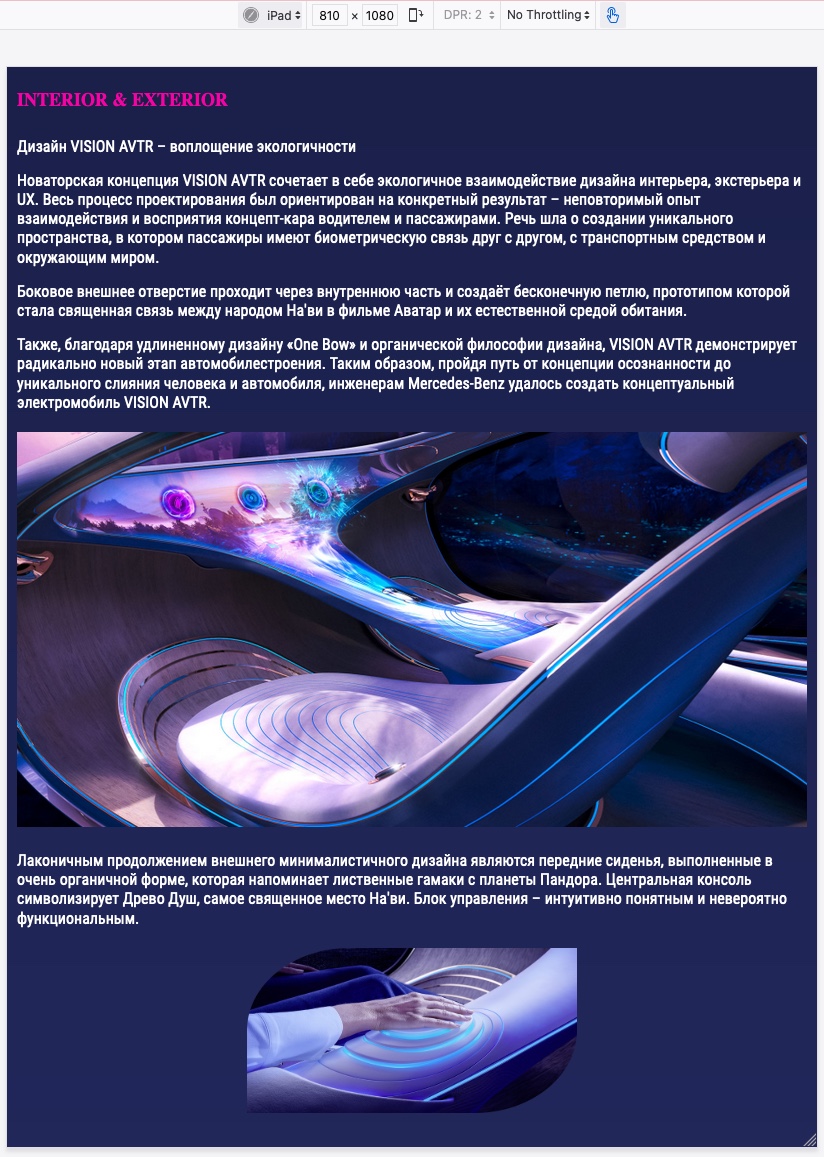 iPad 810 × 1080 DPR: 2 No Throttling
INTERIOR & EXTERIOR
Дизайн VISION AVTR – воплощение экологичности
Новаторская концепция VISION AVTR сочетает в себе экологичное взаимодействие дизайна интерьера, экстерьера и
UX. Весь процесс проектирования был ориентирован на конкретный результат – неповторимый опыт
взаимодействия и восприятия концепт-кара водителем и пассажирами. Речь шла о создании уникального
пространства, в котором пассажиры имеют биометрическую связь друг с другом, с транспортным средством и
окружающим миром.
Боковое внешнее отверстие проходит через внутреннюю часть и создаёт бесконечную петлю, прототипом которой
стала священная связь между народом На'ви в фильме Аватар и их естественной средой обитания.
Также, благодаря удлиненному дизайну «One Bow» и органической философии дизайна, VISION AVTR демонстрирует
радикально новый этап автомобилестроения. Таким образом, пройдя путь от концепции осознанности до
уникального слияния человека и автомобиля, инженерам Mercedes-Benz удалось создать концептуальный
электромобиль VISION AVTR.
Лаконичным продолжением внешнего минималистичного дизайна являются передние сиденья, выполненные в
очень органичной форме, которая напоминает лиственные гамаки с планеты Пандора. Центральная консоль
символизирует Древо Душ, самое священное место На'ви. Блок управления – интуитивно понятным и невероятно
функциональным.